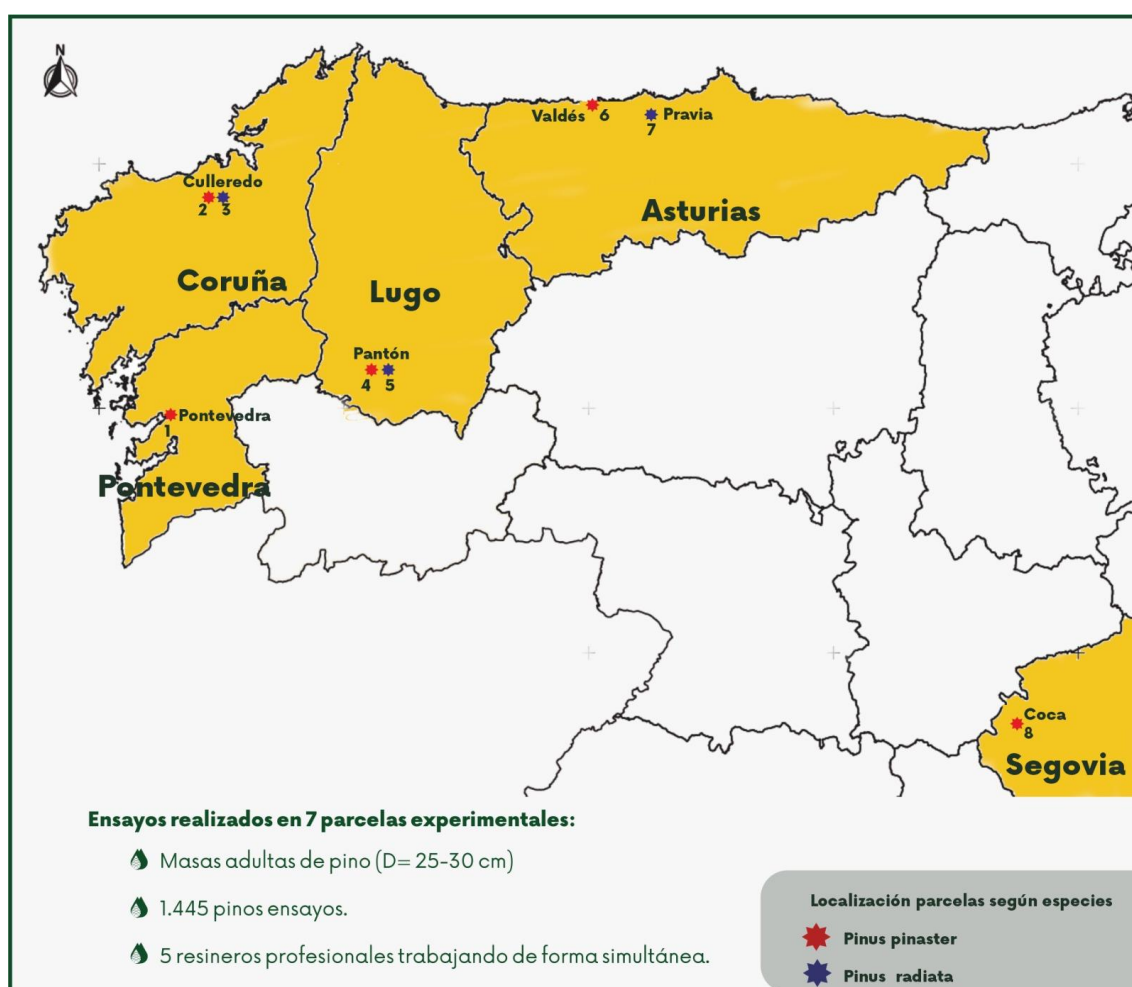 N
Valdés 6
7 Pravia
Culleredo
2 3
Asturias
Coruña
Lugo
Pantón
4 5
Pontevedra
1
Pontevedra
Coca
8
Segovia
Ensayos realizados en 7 parcelas experimentales:
Masas adultas de pino (D= 25-30 cm)
1.445 pinos ensayos.
5 resineros profesionales trabajando de forma simultánea.
Localización parcelas según especies
Pinus pinaster
Pinus radiata